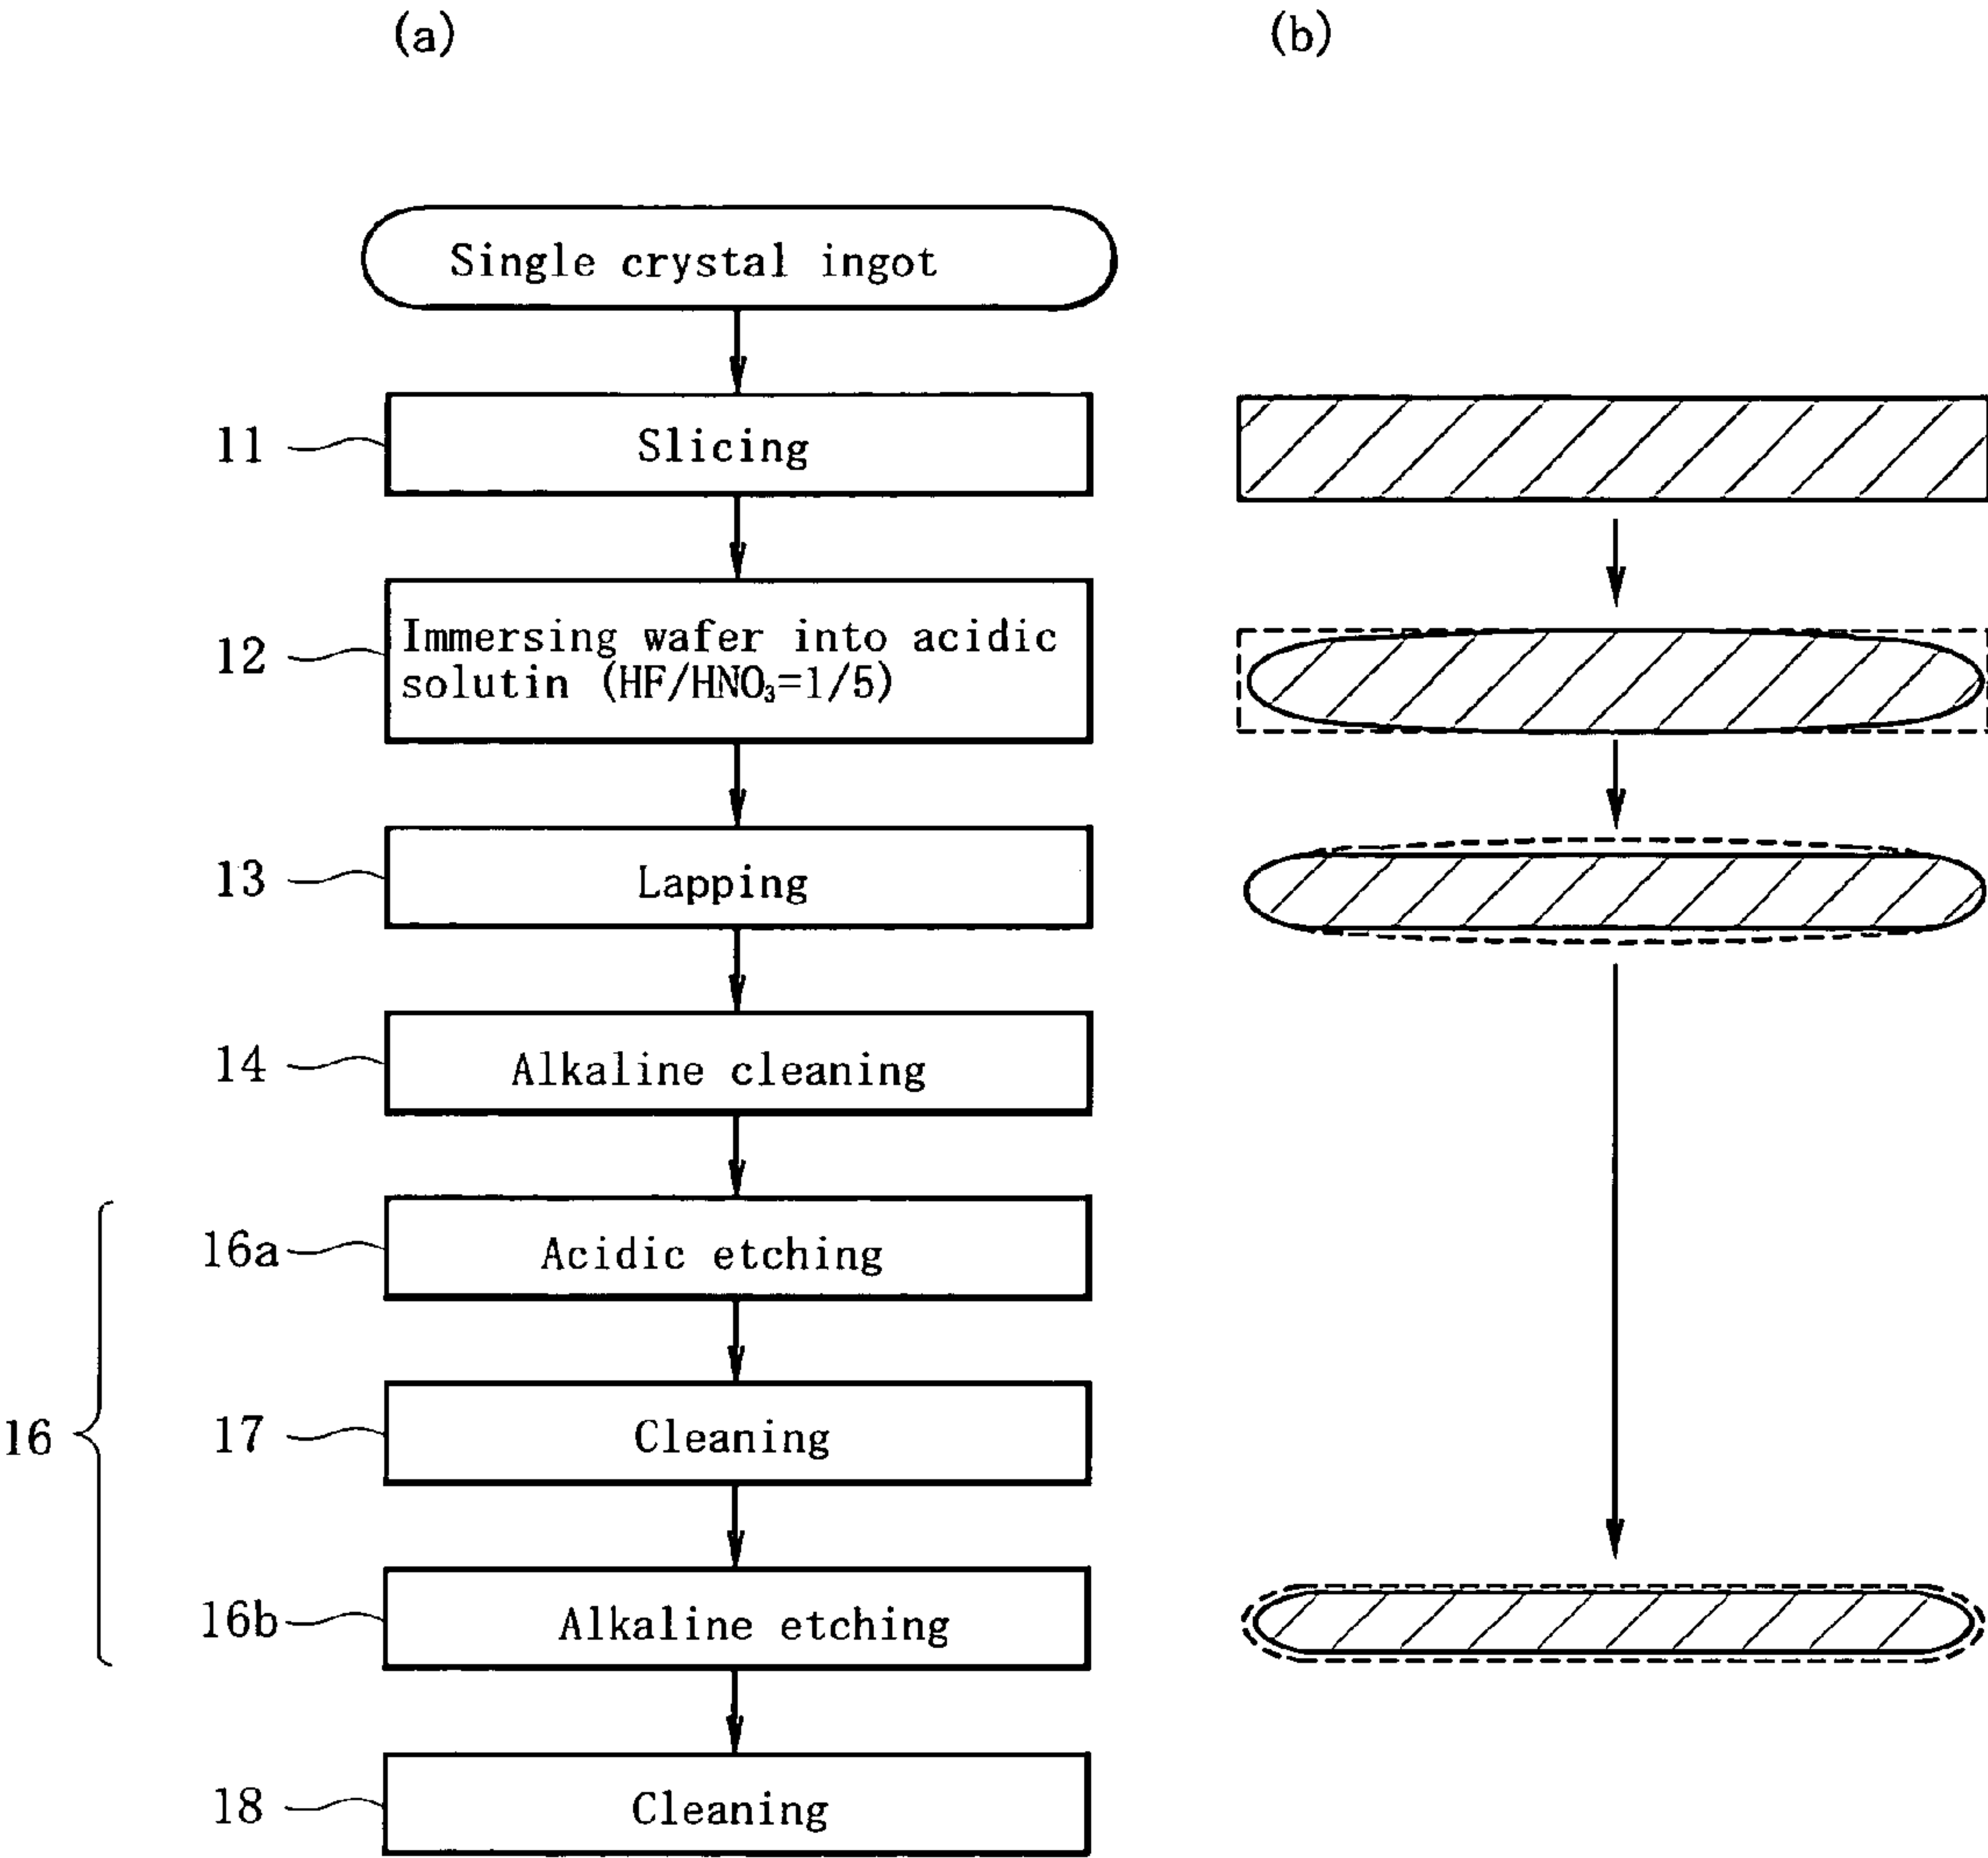 (a)
(b)
Single crystal ingot
11
Slicing
12
Immersing wafer into acidic
solutin (HF/HNO₃=1/5)
13
Lapping
14
Alkaline cleaning
16
16a
Acidic etching
17
Cleaning
16b
Alkaline etching
18
Cleaning